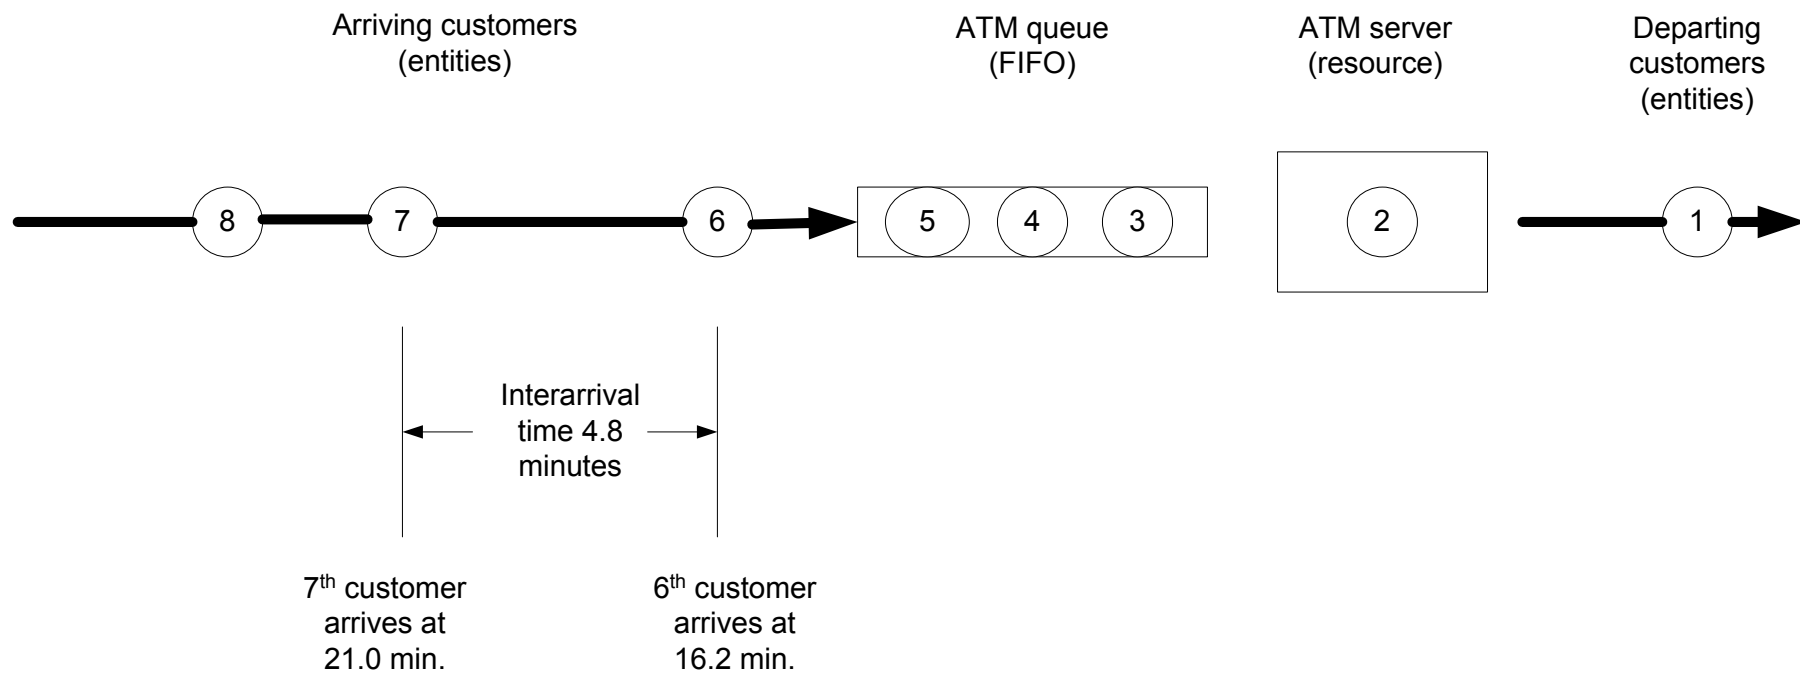 Arriving customers
(entities)
ATM queue
(FIFO)
ATM server
(resource)
Departing
customers
(entities)
8
7
6
5
4
3
2
1
Interarrival
time 4.8
minutes
7th customer
arrives at
21.0 min.
6th customer
arrives at
16.2 min.